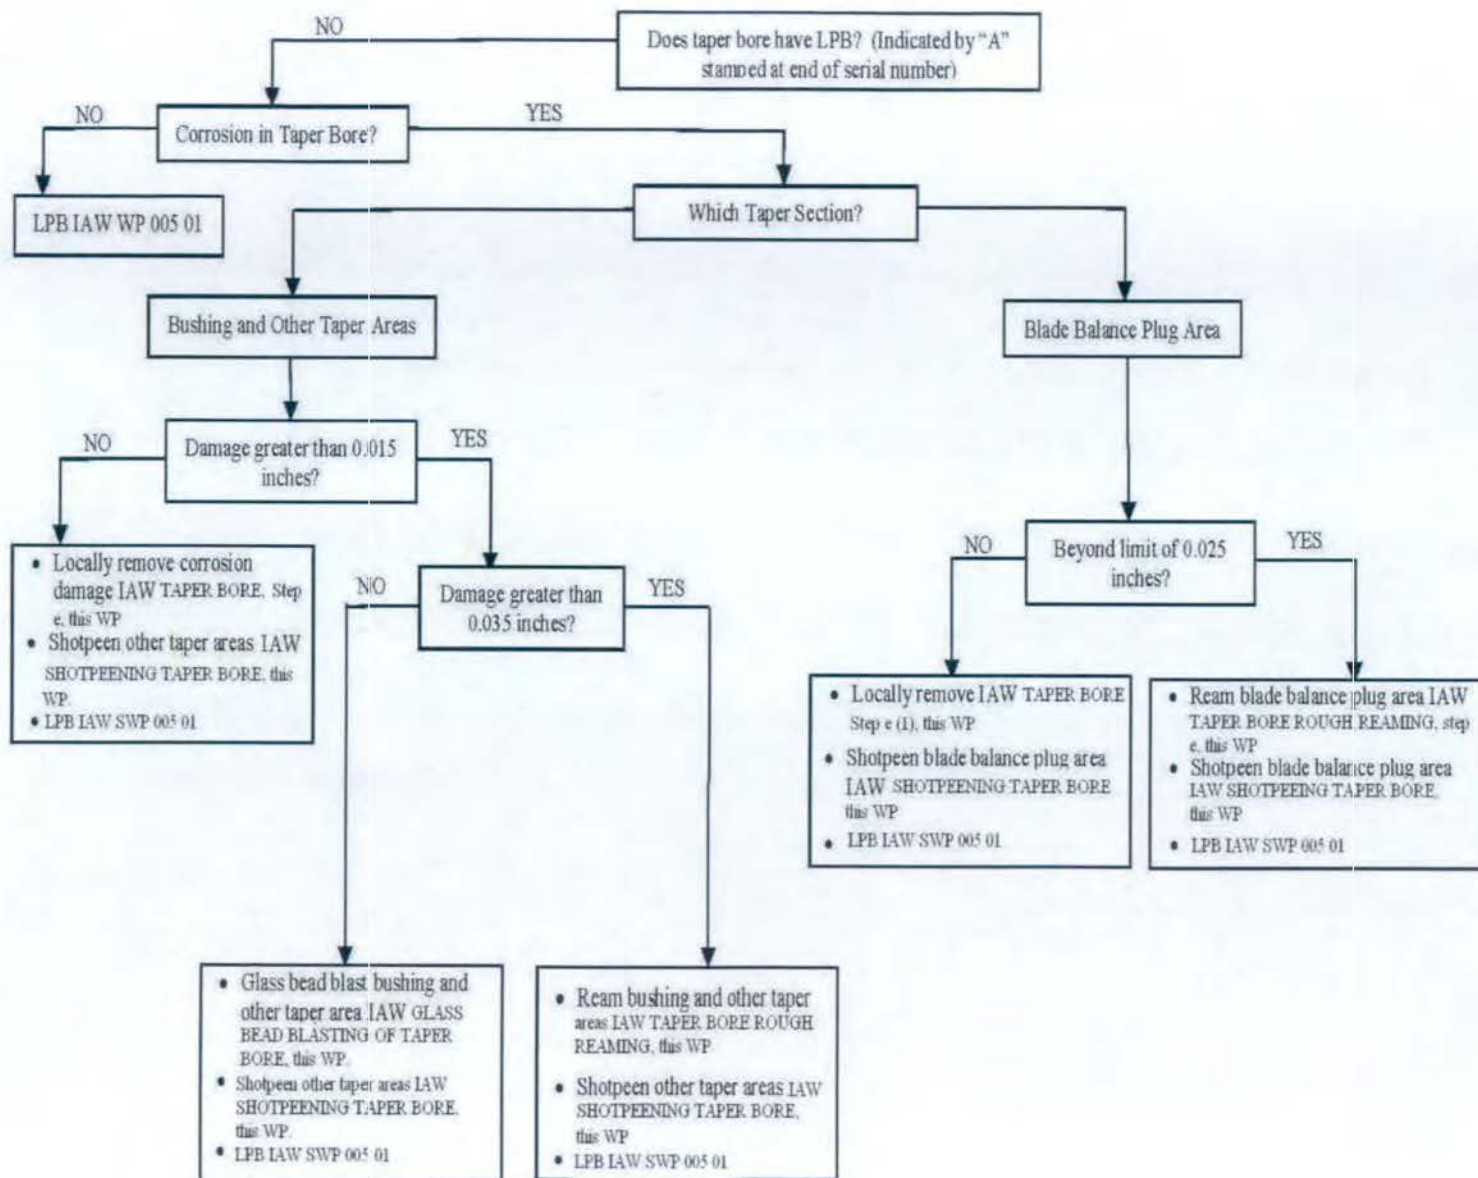 NO
Does taper bore have LPB? (Indicated by "A"
stamped at end of serial number)
NO
Corrosion in Taper Bore?
YES
LPB IAW WP 005 01
Which Taper Section?
Bushing and Other Taper Areas
Blade Balance Plug Area
NO
Damage greater than 0.015
inches?
YES
• Locally remove corrosion
damage IAW TAPER BORE, Step
e, this WP
• Shotpeen other taper areas IAW
SHOTPEENING TAPER BORE, this
WP.
• LPB IAW SWP 005 01
NO
Damage greater than
0.035 inches?
YES
NO
Beyond limit of 0.025
inches?
YES
• Locally remove IAW TAPER BORE
Step e (1), this WP
• Shotpeen blade balance plug area
IAW SHOTPEENING TAPER BORE
this WP
• LPB IAW SWP 005 01
• Ream blade balance plug area IAW
TAPER BORE ROUGH REAMING, step
e, this WP
• Shotpeen blade balance plug area
IAW SHOTPEEING TAPER BORE,
this WP
• LPB IAW SWP 005 01
• Glass bead blast bushing and
other taper area IAW GLASS
BEAD BLASTING OF TAPER
BORE, this WP.
• Shotpeen other taper areas IAW
SHOTPEENING TAPER BORE,
this WP.
• LPB IAW SWP 005 01
• Ream bushing and other taper
areas IAW TAPER BORE ROUGH
REAMING, this WP
• Shotpeen other taper areas IAW
SHOTPEENING TAPER BORE,
this WP
• LPB IAW SWP 005 01